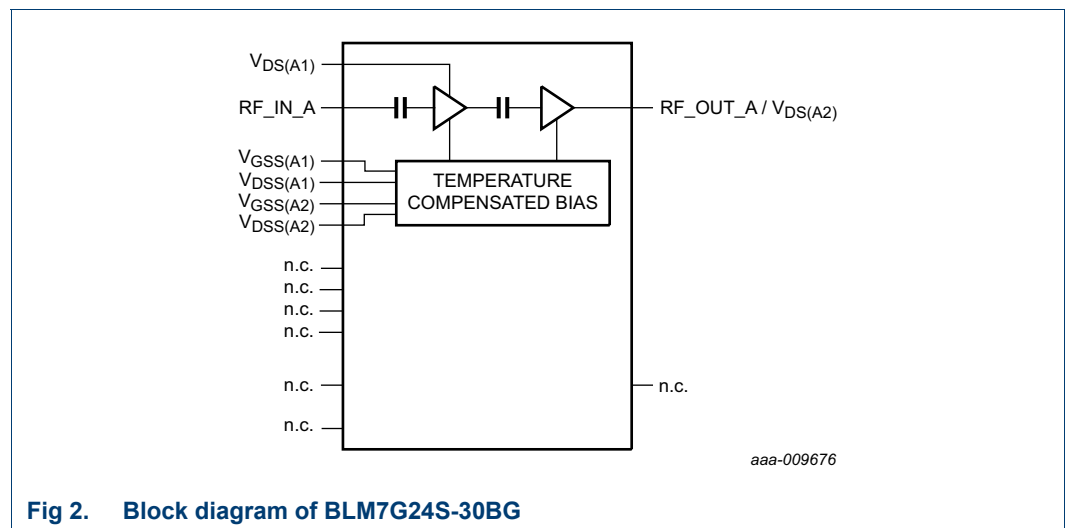 VDS(A1)
RF_IN_A
RF_OUT_A / VDS(A2)
VGSS(A1)
VDSS(A1)
VGSS(A2)
VDSS(A2)
TEMPERATURE
COMPENSATED BIAS
n.c.
n.c.
n.c.
n.c.
n.c.
n.c.
n.c.
aaa-009676
Fig 2. Block diagram of BLM7G24S-30BG